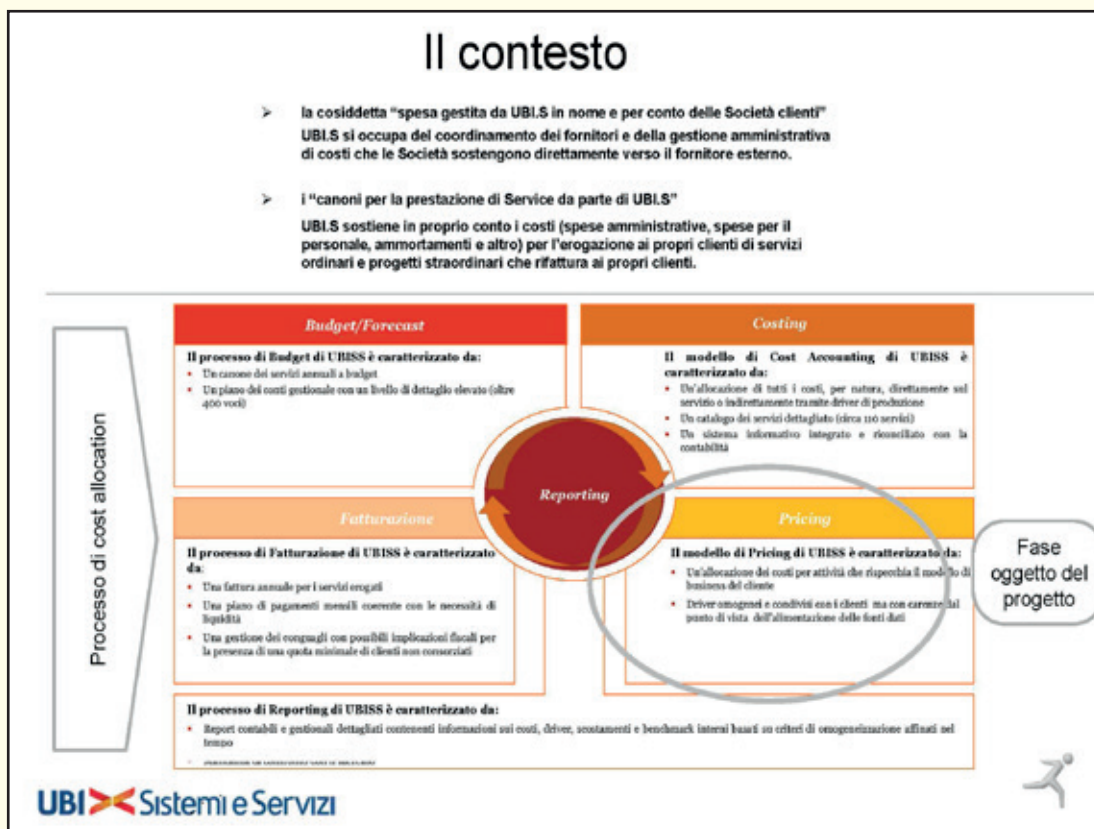 Il contesto
➢ la cosiddetta “spesa gestita da UBI.S in nome e per conto delle Società clienti”
UBI.S si occupa del coordinamento dei fornitori e della gestione amministrativa
di costi che le Società sostengono direttamente verso il fornitore esterno.
➢ i “canoni per la prestazione di Service da parte di UBI.S”
UBI.S sostiene in proprio conto i costi (spese amministrative, spese per il
personale, ammortamenti e altro) per l'erogazione ai propri clienti di servizi
ordinari e progetti straordinari che rifattura ai propri clienti.
Processo di cost allocation
Budget/Forecast
Il processo di Budget di UBISS è caratterizzato da:
• Un canone dei servizi annuali a budget
• Un piano dei conti gestionale con un livello di dettaglio elevato (oltre
400 voci)
Costing
Il modello di Cost Accounting di UBISS è
caratterizzato da:
• Un'allocazione di tutti i costi, per natura, direttamente sul
servizio o indirettamente tramite driver di produzione
• Un catalogo dei servizi dettagliato (circa 110 servizi)
• Un sistema informativo integrato e riconciliato con la
contabilità
Reporting
Fatturazione
Il processo di Fatturazione di UBISS è caratterizzato
da:
• Una fattura annuale per i servizi erogati
• Una piano di pagamenti mensili coerente con le necessità di
liquidità
• Una gestione dei conguagli con possibili implicazioni fiscali per
la presenza di una quota minimale di clienti non consorziati
Pricing
Il modello di Pricing di UBISS è caratterizzato da:
• Un'allocazione dei costi per attività che rispecchia il modello di
business del cliente
• Driver omogenei e condivisi con i clienti ma con carenze dal
punto di vista dell'alimentazione delle fonti dati
Fase
oggetto del
progetto
Il processo di Reporting di UBISS è caratterizzato da:
• Report contabili e gestionali dettagliati contenenti informazioni sui costi, driver, scostamenti e benchmark interni basati su criteri di omogeneizzazione affinati nel
tempo
UBI Sistemi e Servizi